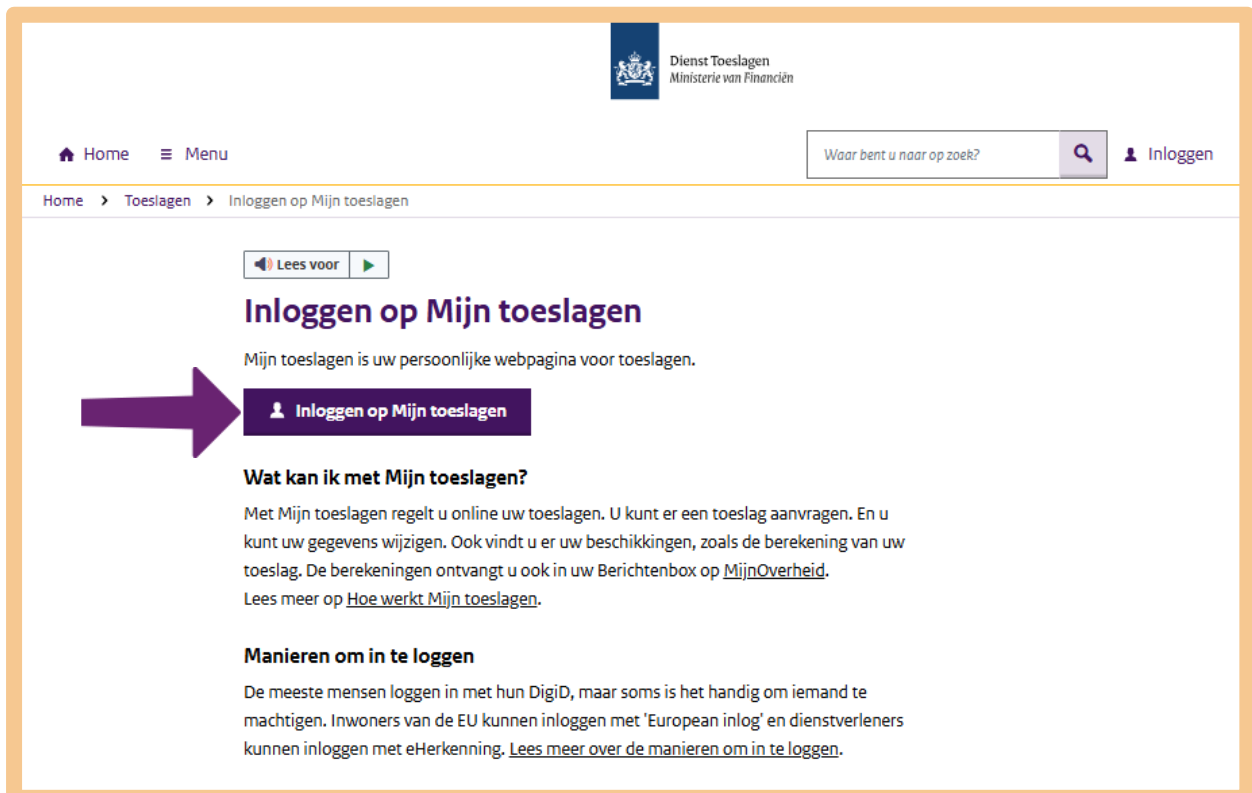 Dienst Toeslagen
Ministerie van Financiën
Home Menu
Waar bent u naar op zoek?
Inloggen
Home > Toeslagen > Inloggen op Mijn toeslagen
Lees voor
Inloggen op Mijn toeslagen
Mijn toeslagen is uw persoonlijke webpagina voor toeslagen.
Inloggen op Mijn toeslagen
Wat kan ik met Mijn toeslagen?
Met Mijn toeslagen regelt u online uw toeslagen. U kunt er een toeslag aanvragen. En u
kunt uw gegevens wijzigen. Ook vindt u er uw beschikkingen, zoals de berekening van uw
toeslag. De berekeningen ontvangt u ook in uw Berichtenbox op MijnOverheid.
Lees meer op Hoe werkt Mijn toeslagen.
Manieren om in te loggen
De meeste mensen loggen in met hun DigiD, maar soms is het handig om iemand te
machtigen. Inwoners van de EU kunnen inloggen met 'European inlog' en dienstverleners
kunnen inloggen met eHerkenning. Lees meer over de manieren om in te loggen.